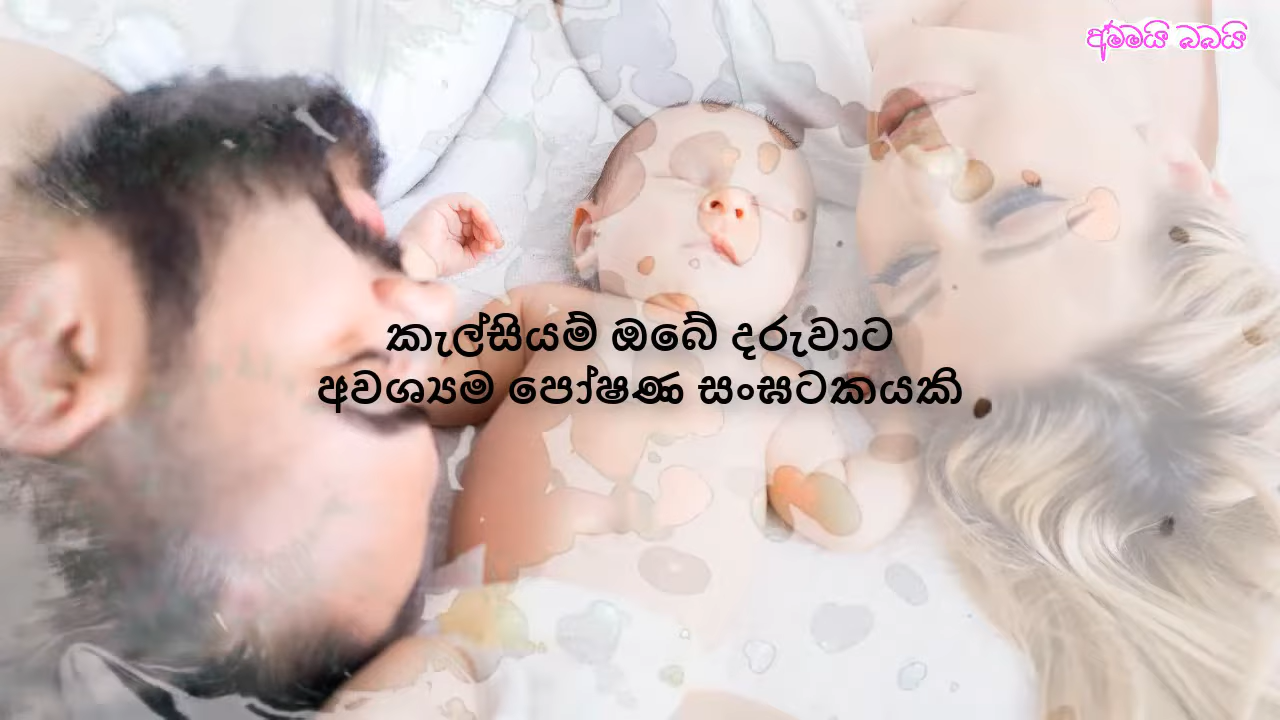 අම්මයි බබයි
කැල්සියම් ඔබේ දරුවාට
අවශ්‍යම පෝෂණ සංඝටකයකි